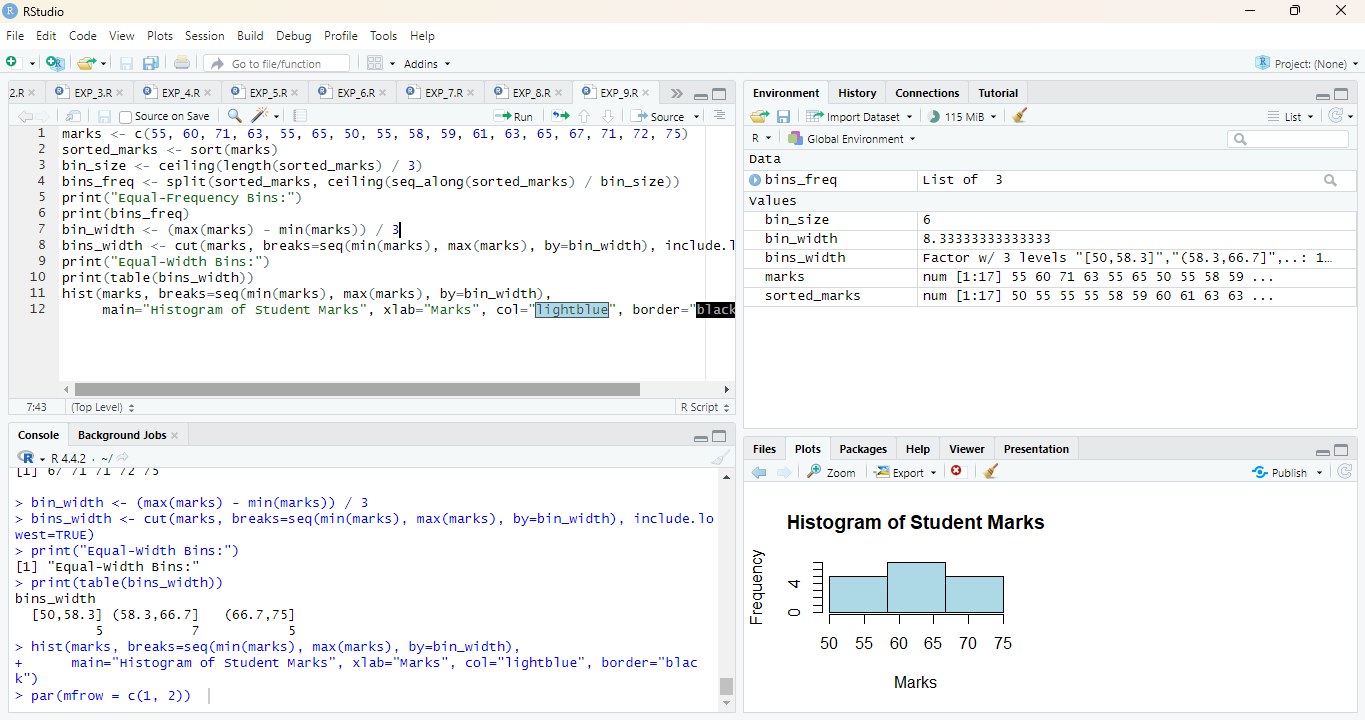 RStudio
File Edit Code View Plots Session Build Debug Profile Tools Help
Go to file/function Addins Project: (None)
2.R EXP_3.R EXP_4.R EXP_5.R EXP_6.R EXP_7.R EXP_8.R EXP_9.R
Source on Save Run Source
1 marks <- c(55, 60, 71, 63, 55, 65, 50, 55, 58, 59, 61, 63, 65, 67, 71, 72, 75)
2 sorted_marks <- sort(marks)
3 bin_size <- ceiling(length(sorted_marks) / 3)
4 bins_freq <- split(sorted_marks, ceiling(seq_along(sorted_marks) / bin_size))
5 print("Equal-Frequency Bins:")
6 print(bins_freq)
7 bin_width <- (max(marks) - min(marks)) / 3
8 bins_width <- cut(marks, breaks=seq(min(marks), max(marks), by=bin_width), include.l
9 print("Equal-Width Bins:")
10 print(table(bins_width))
11 hist(marks, breaks=seq(min(marks), max(marks), by=bin_width),
12 main="Histogram of Student Marks", xlab="Marks", col="lightblue", border="black
7:43 (Top Level) R Script
Console Background Jobs
R R 4.4.2 · ~/
[1] 67 71 71 72 75
> bin_width <- (max(marks) - min(marks)) / 3
> bins_width <- cut(marks, breaks=seq(min(marks), max(marks), by=bin_width), include.lo
west=TRUE)
> print("Equal-Width Bins:")
[1] "Equal-Width Bins:"
> print(table(bins_width))
bins_width
[50,58.3] (58.3,66.7] (66.7,75]
5 7 5
> hist(marks, breaks=seq(min(marks), max(marks), by=bin_width),
+ main="Histogram of Student Marks", xlab="Marks", col="lightblue", border="blac
k")
> par(mfrow = c(1, 2))
Environment History Connections Tutorial
Import Dataset 115 MiB List
R Global Environment
Data
bins_freq List of 3
Values
bin_size 6
bin_width 8.33333333333333
bins_width Factor w/ 3 levels "[50,58.3]","(58.3,66.7]",..: 1…
marks num [1:17] 55 60 71 63 55 65 50 55 58 59 ...
sorted_marks num [1:17] 50 55 55 55 58 59 60 61 63 63 ...
Files Plots Packages Help Viewer Presentation
Zoom Export Publish
Histogram of Student Marks
Frequency
0 4
50 55 60 65 70 75
Marks